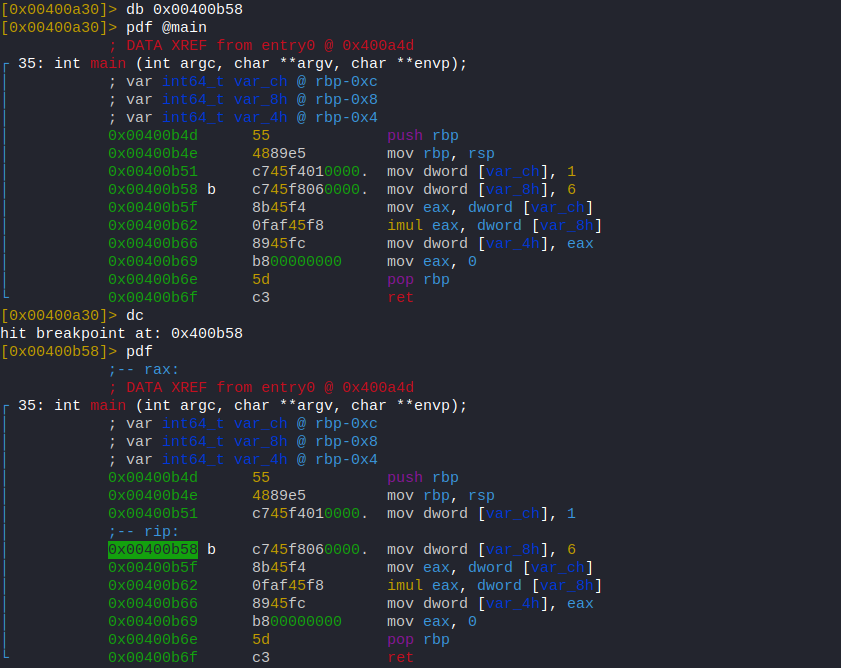 [0x00400a30]> db 0x00400b58
[0x00400a30]> pdf @main
; DATA XREF from entry0 @ 0x400a4d
35: int main (int argc, char **argv, char **envp);
; var int64_t var_ch @ rbp-0xc
; var int64_t var_8h @ rbp-0x8
; var int64_t var_4h @ rbp-0x4
0x00400b4d 55 push rbp
0x00400b4e 4889e5 mov rbp, rsp
0x00400b51 c745f4010000. mov dword [var_ch], 1
0x00400b58 b c745f8060000. mov dword [var_8h], 6
0x00400b5f 8b45f4 mov eax, dword [var_ch]
0x00400b62 0faf45f8 imul eax, dword [var_8h]
0x00400b66 8945fc mov dword [var_4h], eax
0x00400b69 b800000000 mov eax, 0
0x00400b6e 5d pop rbp
0x00400b6f c3 ret
[0x00400a30]> dc
hit breakpoint at: 0x400b58
[0x00400b58]> pdf
;-- rax:
; DATA XREF from entry0 @ 0x400a4d
35: int main (int argc, char **argv, char **envp);
; var int64_t var_ch @ rbp-0xc
; var int64_t var_8h @ rbp-0x8
; var int64_t var_4h @ rbp-0x4
0x00400b4d 55 push rbp
0x00400b4e 4889e5 mov rbp, rsp
0x00400b51 c745f4010000. mov dword [var_ch], 1
;-- rip:
0x00400b58 b c745f8060000. mov dword [var_8h], 6
0x00400b5f 8b45f4 mov eax, dword [var_ch]
0x00400b62 0faf45f8 imul eax, dword [var_8h]
0x00400b66 8945fc mov dword [var_4h], eax
0x00400b69 b800000000 mov eax, 0
0x00400b6e 5d pop rbp
0x00400b6f c3 ret